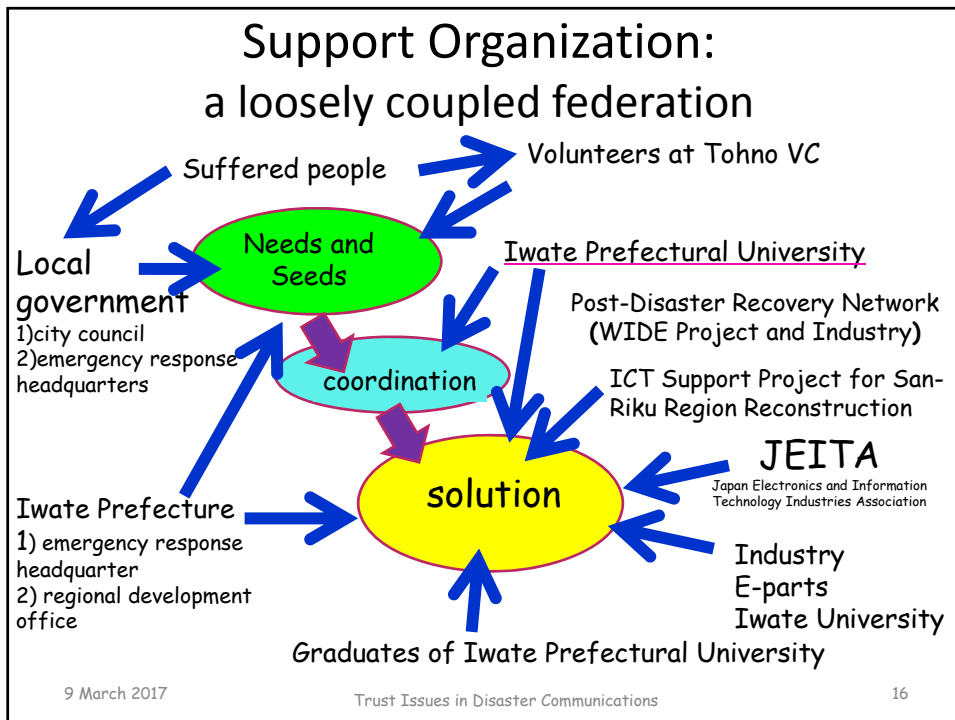 Support Organization:
a loosely coupled federation
Suffered people
Volunteers at Tohno VC
Needs and
Seeds
Local
government
1)city council
2)emergency response
headquarters
Iwate Prefectural University
Post-Disaster Recovery Network
(WIDE Project and Industry)
coordination
ICT Support Project for San-
Riku Region Reconstruction
JEITA
Japan Electronics and Information
Technology Industries Association
solution
Iwate Prefecture
1) emergency response
headquarter
2) regional development
office
Industry
E-parts
Iwate University
Graduates of Iwate Prefectural University
9 March 2017
Trust Issues in Disaster Communications
16